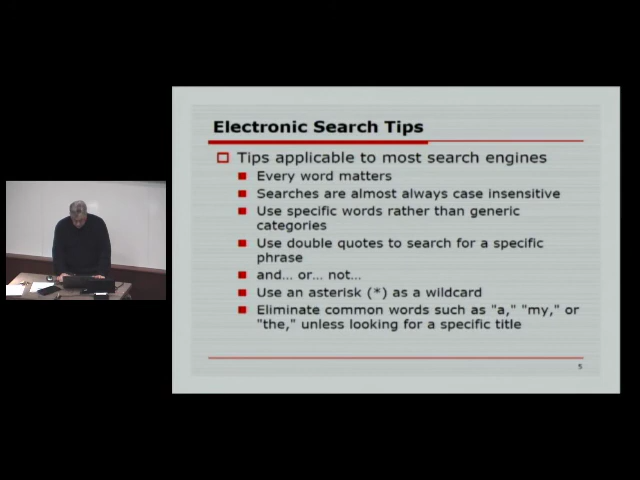 Electronic Search Tips
Tips applicable to most search engines
Every word matters
Searches are almost always case insensitive
Use specific words rather than generic
categories
Use double quotes to search for a specific
phrase
and... or... not...
Use an asterisk (*) as a wildcard
Eliminate common words such as "a," "my," or
"the," unless looking for a specific title
5